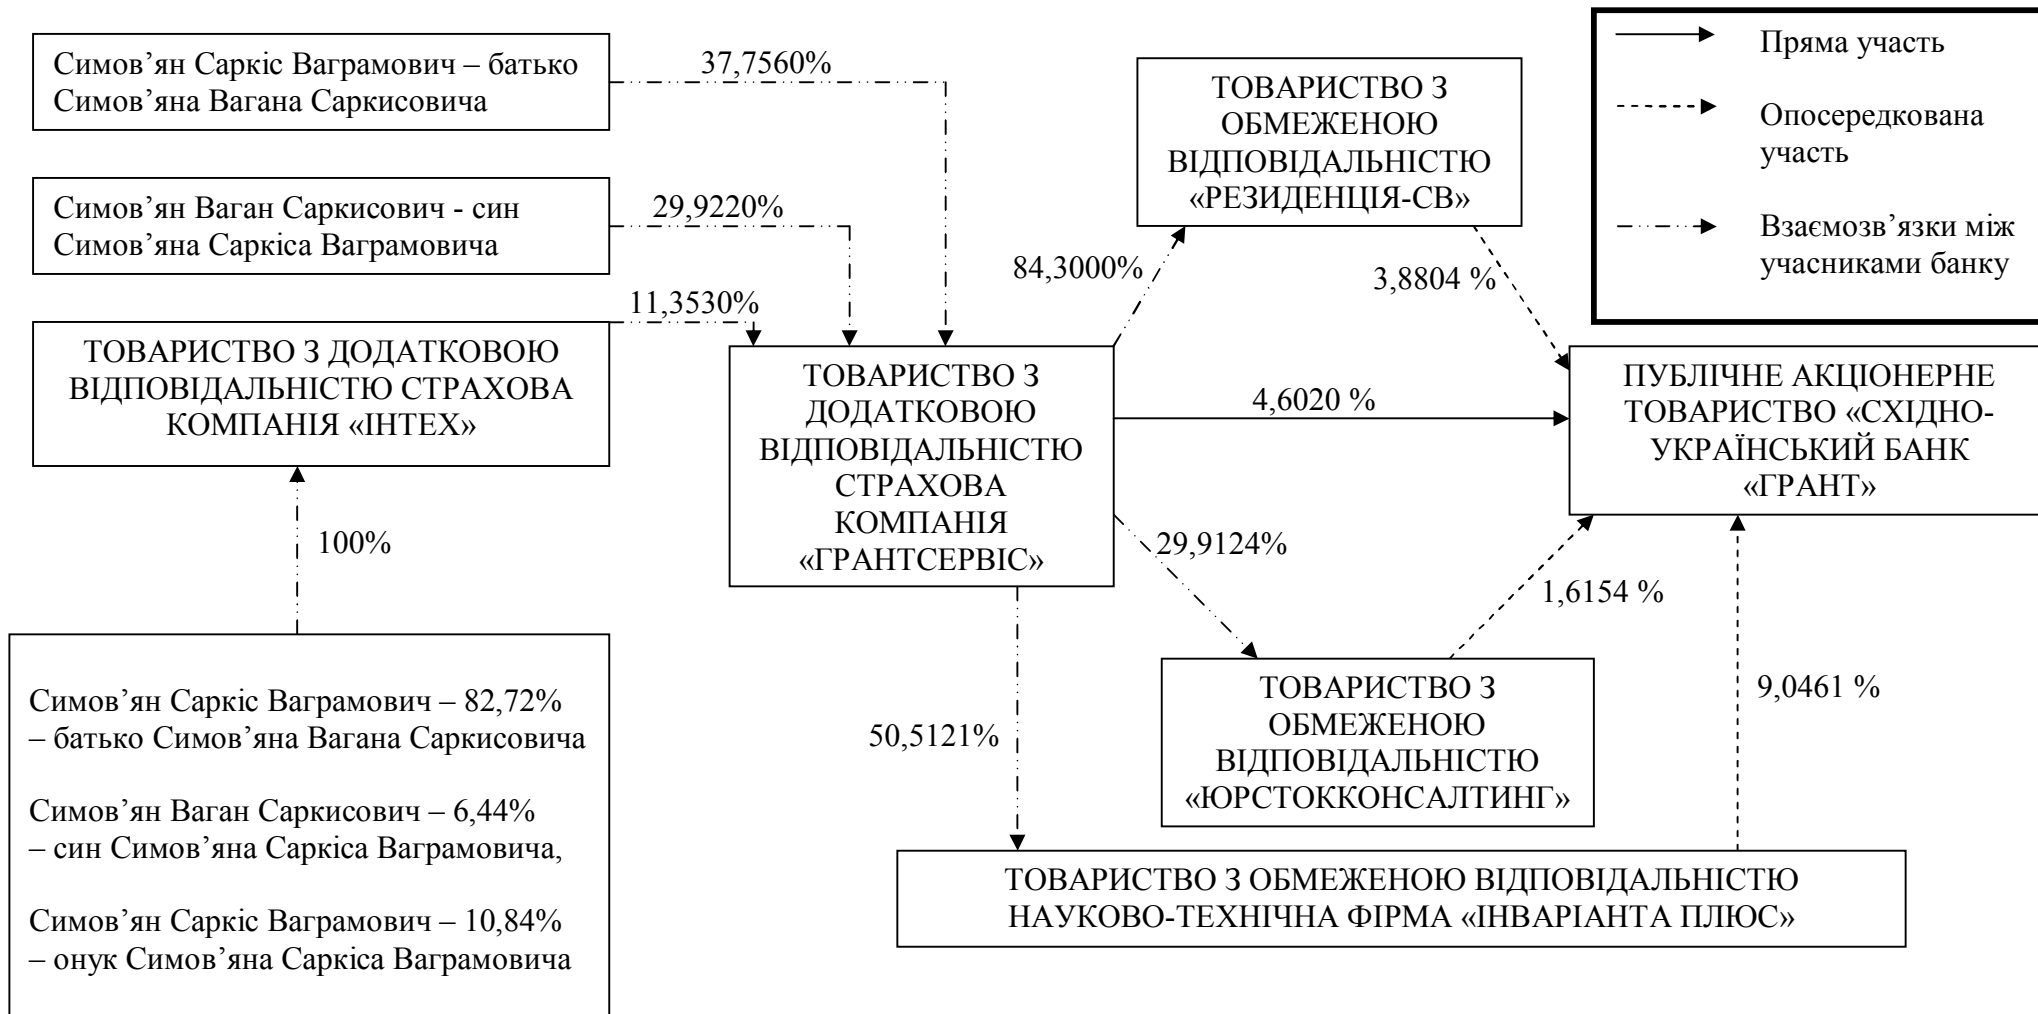 Симов’ян Саркіс Ваграмович – батько
Симов’яна Вагана Саркисовича
37,7560%
Симов’ян Ваган Саркисович - син
Симов’яна Саркіса Ваграмовича
29,9220%
11,3530%
ТОВАРИСТВО З ДОДАТКОВОЮ
ВІДПОВІДАЛЬНІСТЮ СТРАХОВА
КОМПАНІЯ «ІНТЕХ»
100%
Симов’ян Саркіс Ваграмович – 82,72%
– батько Симов’яна Вагана Саркисовича
Симов’ян Ваган Саркисович – 6,44%
– син Симов’яна Саркіса Ваграмовича,
Симов’ян Саркіс Ваграмович – 10,84%
– онук Симов’яна Саркіса Ваграмовича
ТОВАРИСТВО З
ДОДАТКОВОЮ
ВІДПОВІДАЛЬНІСТЮ
СТРАХОВА
КОМПАНІЯ
«ГРАНТСЕРВІС»
84,3000%
ТОВАРИСТВО З
ОБМЕЖЕНОЮ
ВІДПОВІДАЛЬНІСТЮ
«РЕЗИДЕНЦІЯ-СВ»
3,8804 %
4,6020 %
29,9124%
ТОВАРИСТВО З
ОБМЕЖЕНОЮ
ВІДПОВІДАЛЬНІСТЮ
«ЮРСТОККОНСАЛТИНГ»
1,6154 %
50,5121%
ТОВАРИСТВО З ОБМЕЖЕНОЮ ВІДПОВІДАЛЬНІСТЮ
НАУКОВО-ТЕХНІЧНА ФІРМА «ІНВАРІАНТА ПЛЮС»
9,0461 %
ПУБЛІЧНЕ АКЦІОНЕРНЕ
ТОВАРИСТВО «СХІДНО-
УКРАЇНСЬКИЙ БАНК
«ГРАНТ»
Пряма участь
Опосередкована
участь
Взаємозв’язки між
учасниками банку